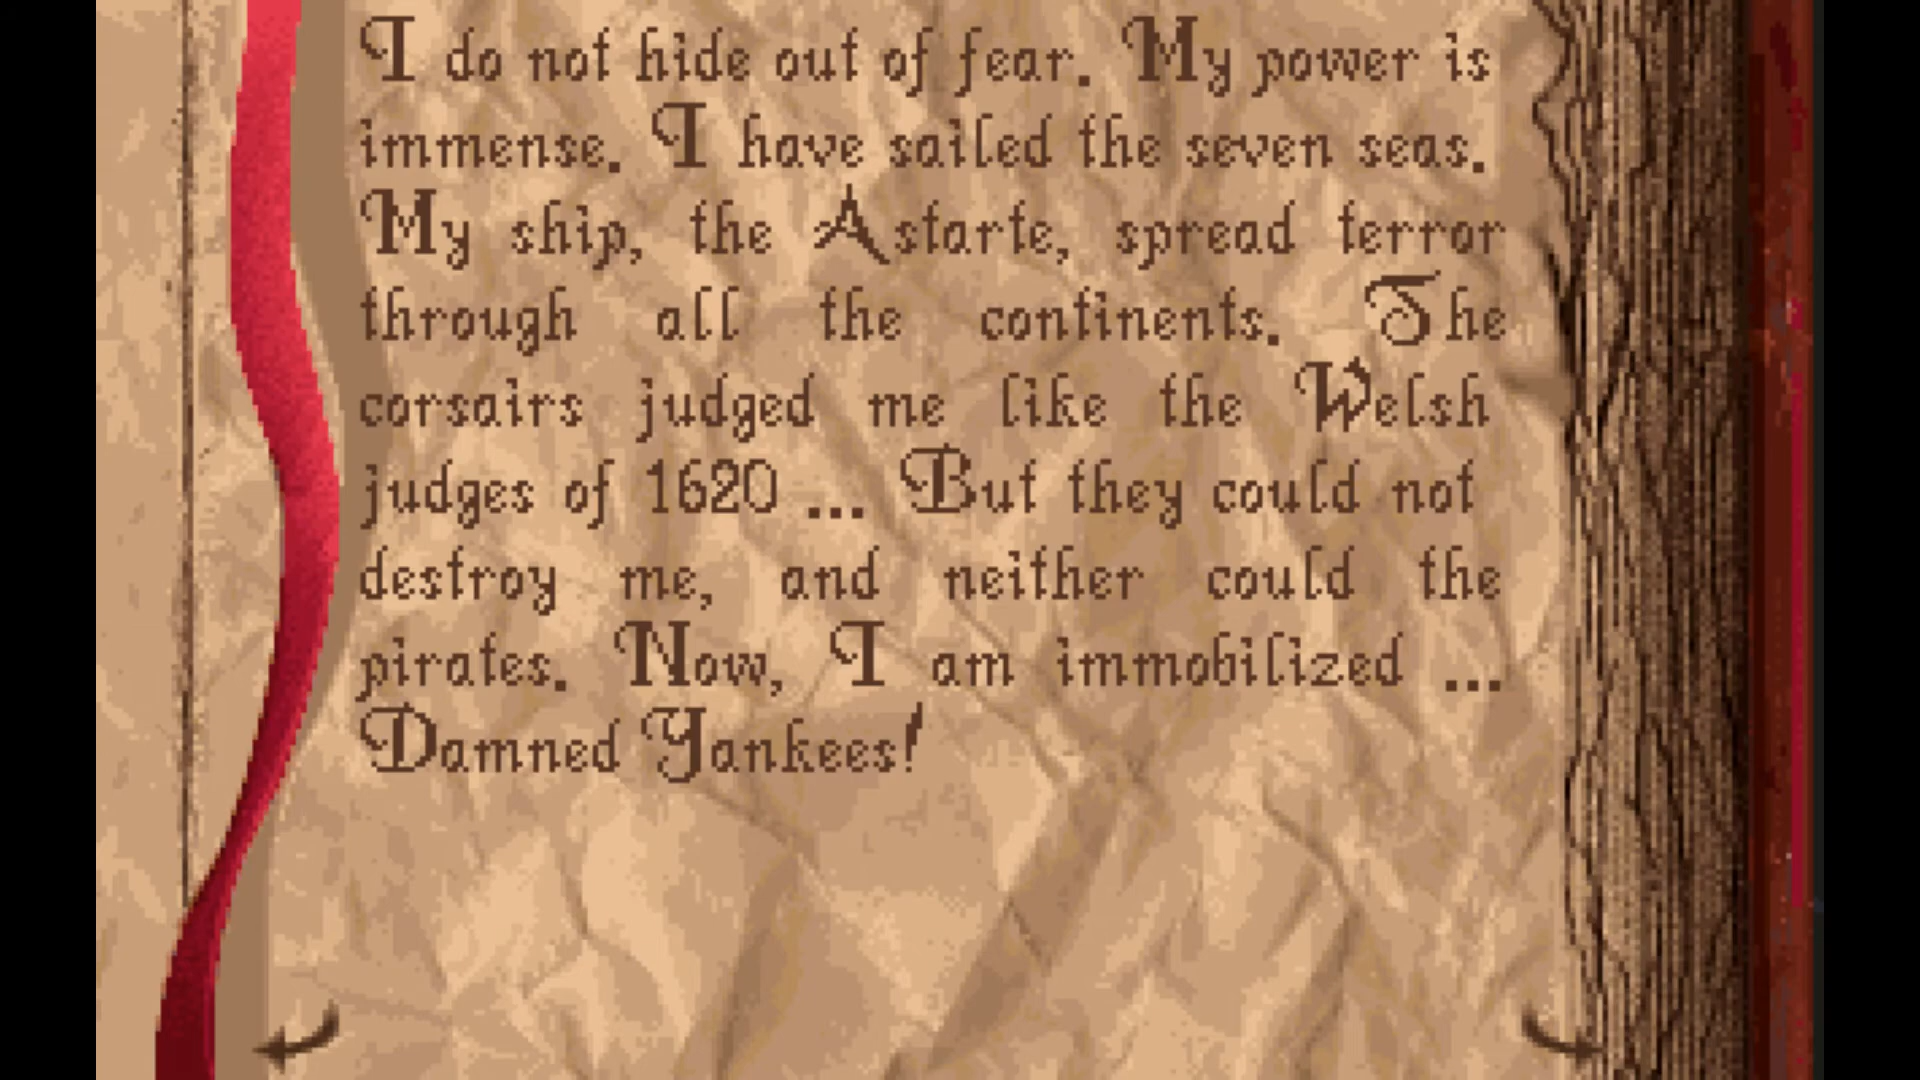 I do not hide out of fear. My power is
immense. I have sailed the seven seas.
My ship, the Astarte, spread terror
through all the continents. The
corsairs judged me like the Welsh
judges of 1620 ... But they could not
destroy me, and neither could the
pirates. Now, I am immobilized ...
Damned Yankees!